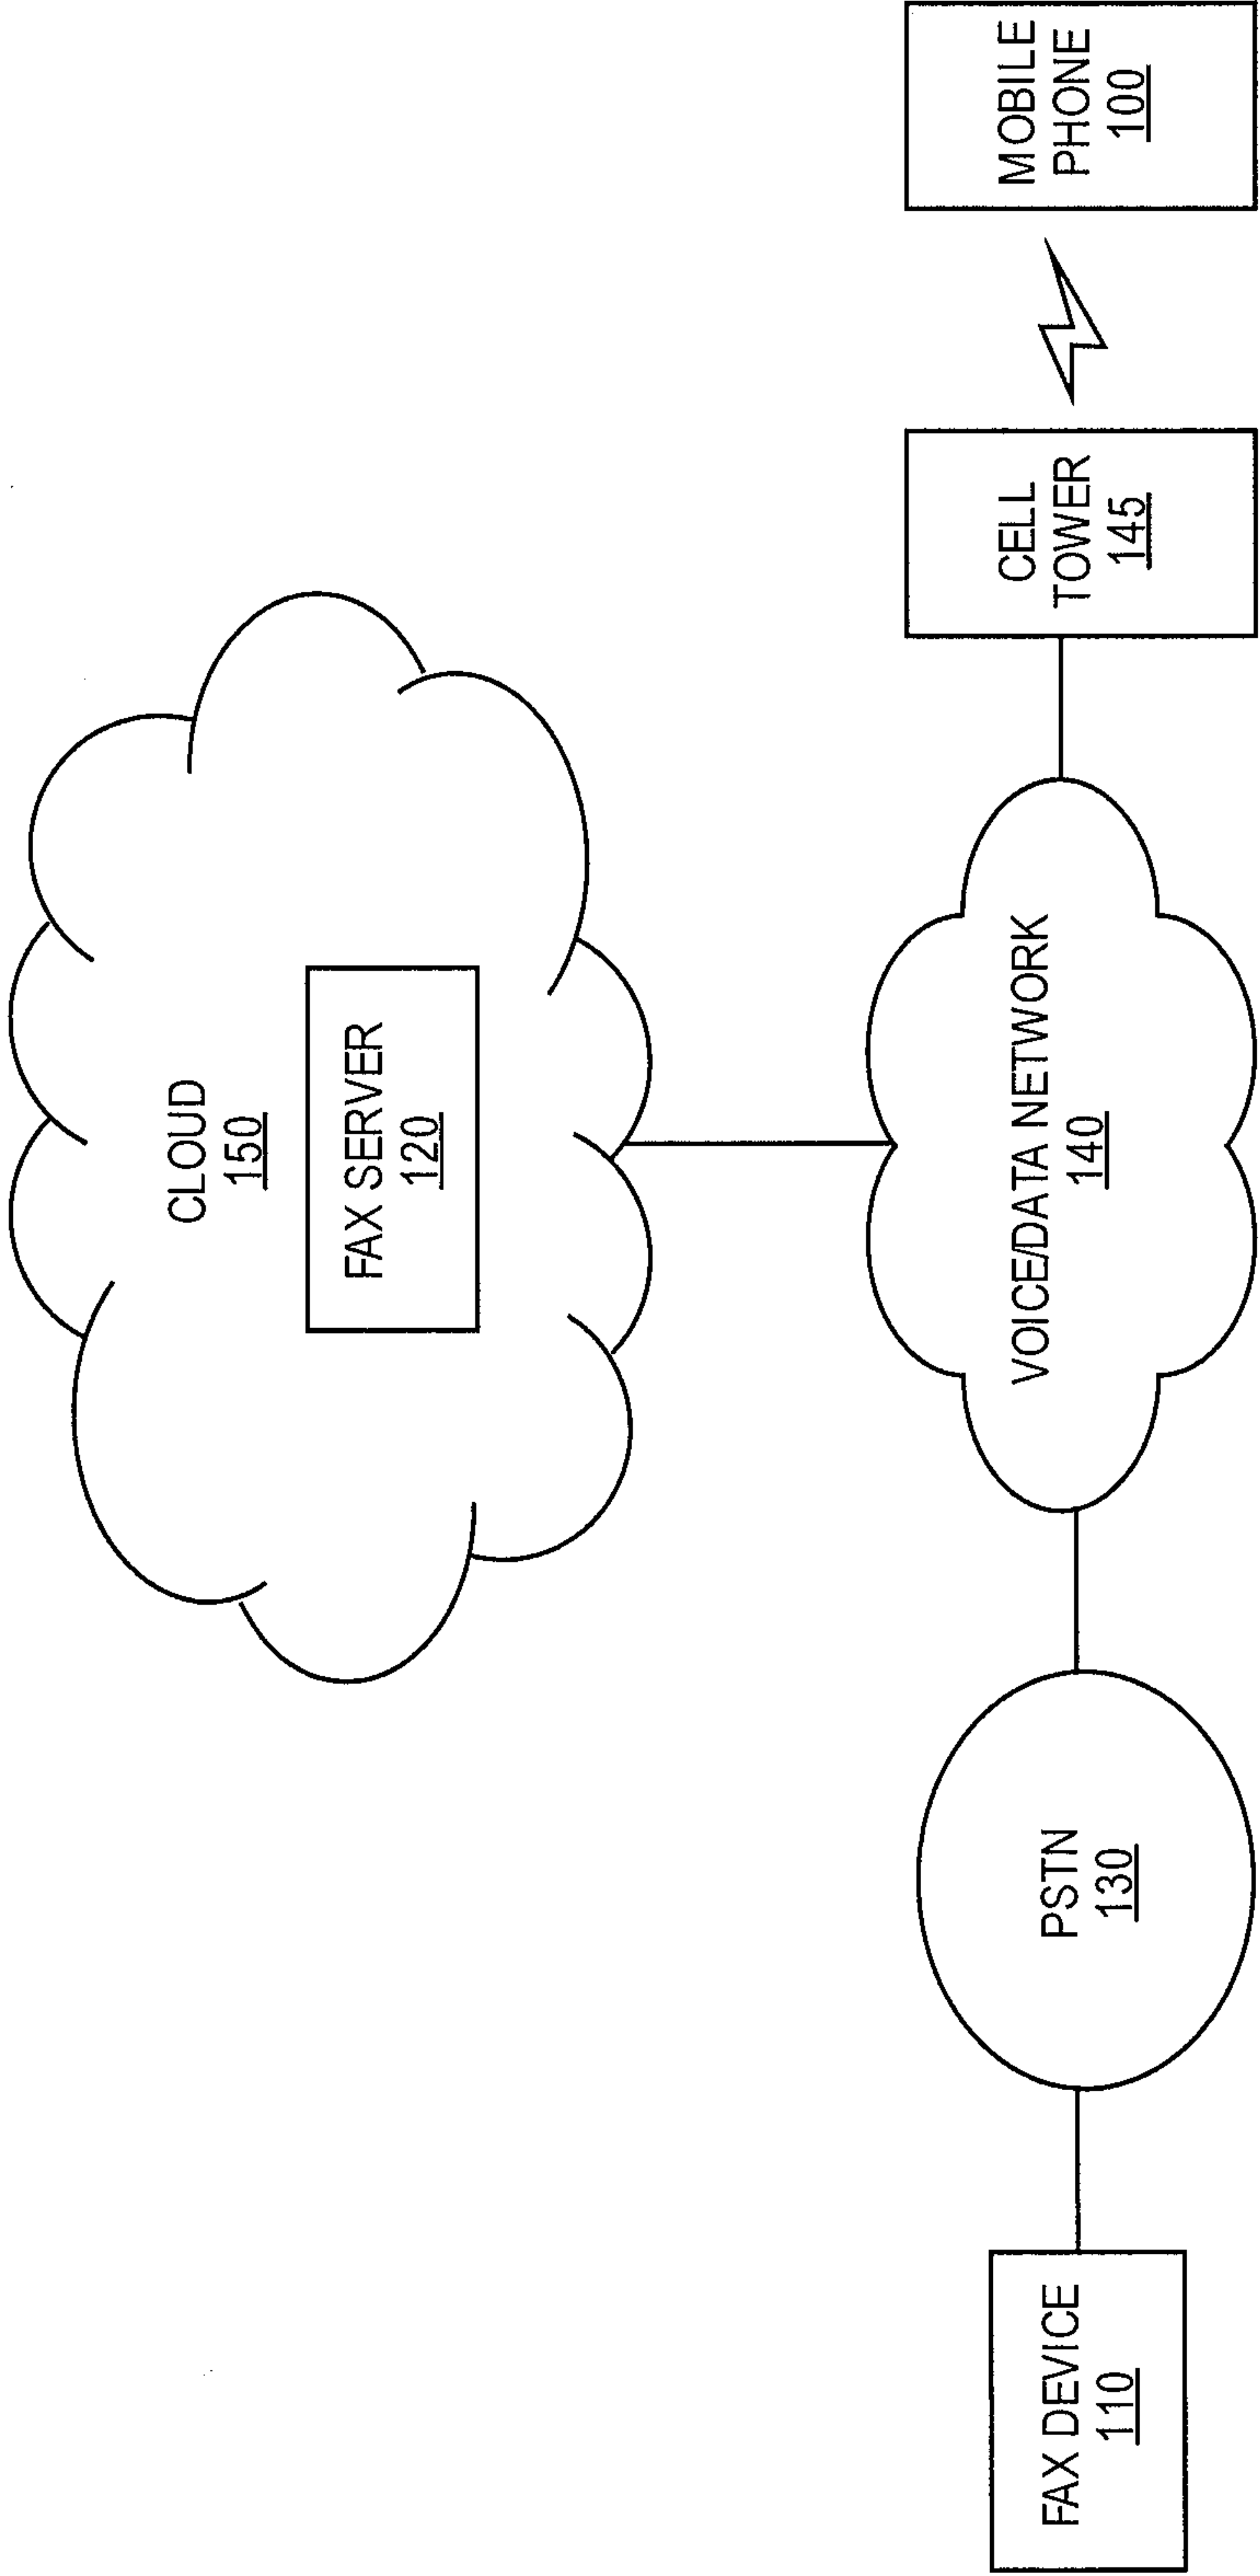 CLOUD
150
FAX SERVER
120
FAX DEVICE
110
PSTN
130
VOICE/DATA NETWORK
140
CELL
TOWER
145
MOBILE
PHONE
100